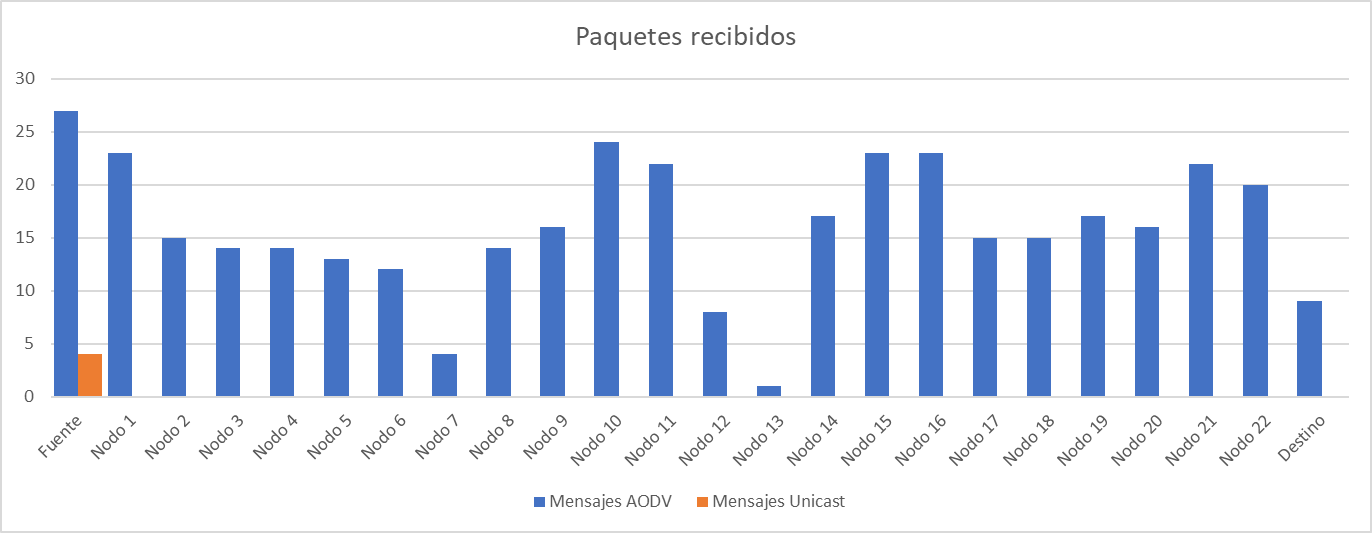 Paquetes recibidos
30
25
20
15
10
5
0
Fuente
Nodo 1
Nodo 2
Nodo 3
Nodo 4
Nodo 5
Nodo 6
Nodo 7
Nodo 8
Nodo 9
Nodo 10
Nodo 11
Nodo 12
Nodo 13
Nodo 14
Nodo 15
Nodo 16
Nodo 17
Nodo 18
Nodo 19
Nodo 20
Nodo 21
Nodo 22
Destino
Mensajes AODV Mensajes Unicast